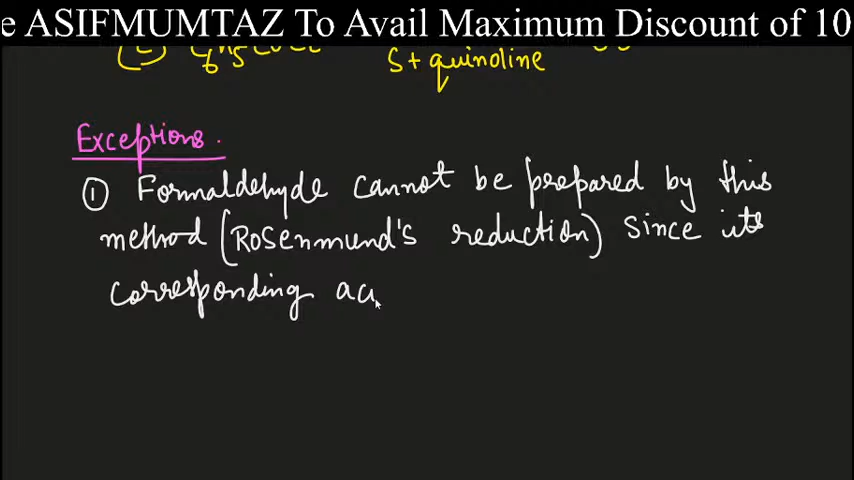 e ASIFMUMTAZ To Avail Maximum Discount of 10
S+ quinoline
Exceptions.
① Formaldehyde cannot be prepared by this
method (Rosenmund's reduction) since its
corresponding